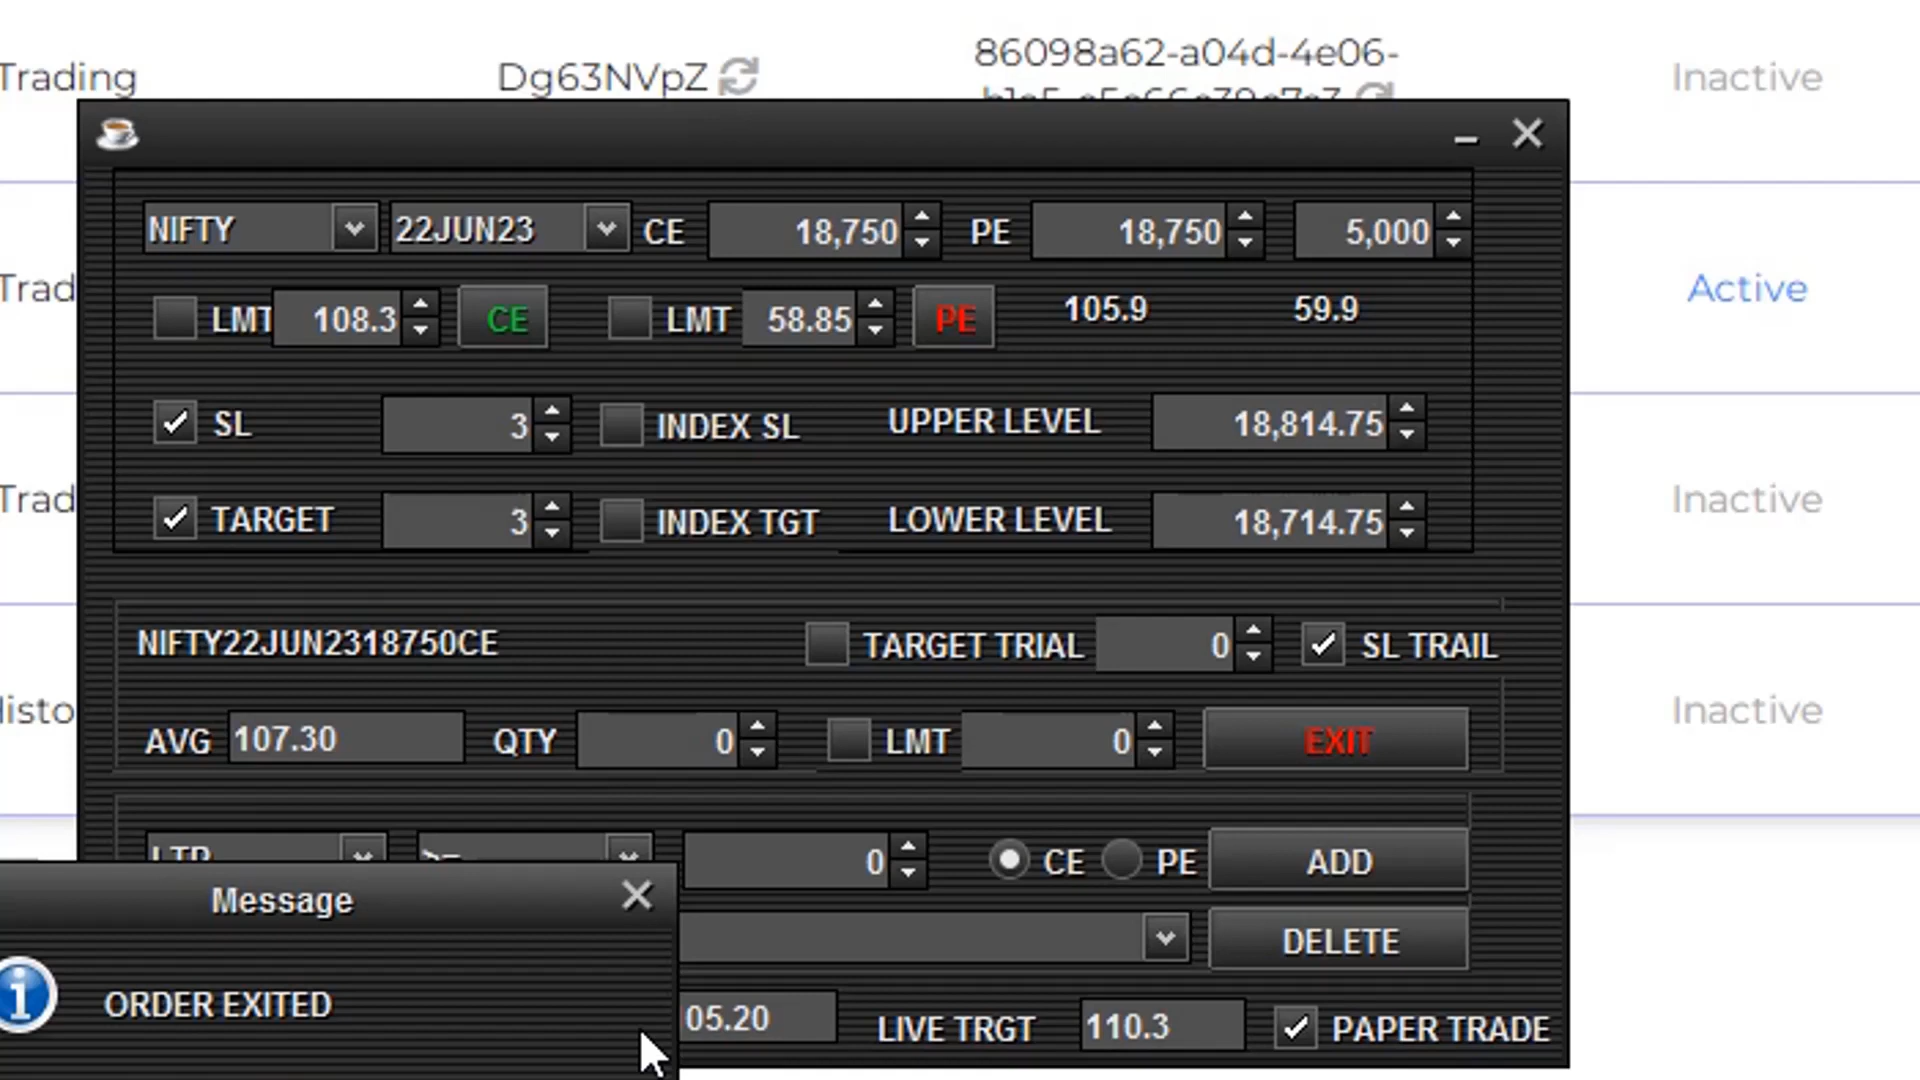 Trading Dg63NVpZ 86098a62-a04d-4e06- Inactive
NIFTY 22JUN23 CE 18,750 PE 18,750 5,000
LMT 108.3 CE LMT 58.85 PE 105.9 59.9
Trad Active
SL 3 INDEX SL UPPER LEVEL 18,814.75
Trad Inactive
TARGET 3 INDEX TGT LOWER LEVEL 18,714.75
NIFTY22JUN2318750CE TARGET TRIAL 0 SL TRAIL
listo Inactive
AVG 107.30 QTY 0 LMT 0 EXIT
LTP >= 0 CE PE ADD
Message
DELETE
ORDER EXITED
05.20 LIVE TRGT 110.3 PAPER TRADE